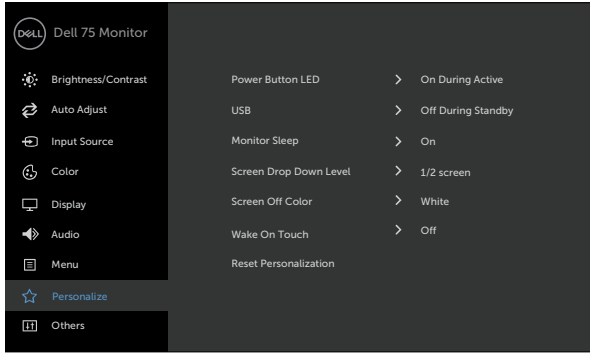 DELL Dell 75 Monitor
Brightness/Contrast
Auto Adjust
Input Source
Color
Display
Audio
Menu
Personalize
Others
Power Button LED > On During Active
USB > Off During Standby
Monitor Sleep > On
Screen Drop Down Level > 1/2 screen
Screen Off Color > White
Wake On Touch > Off
Reset Personalization